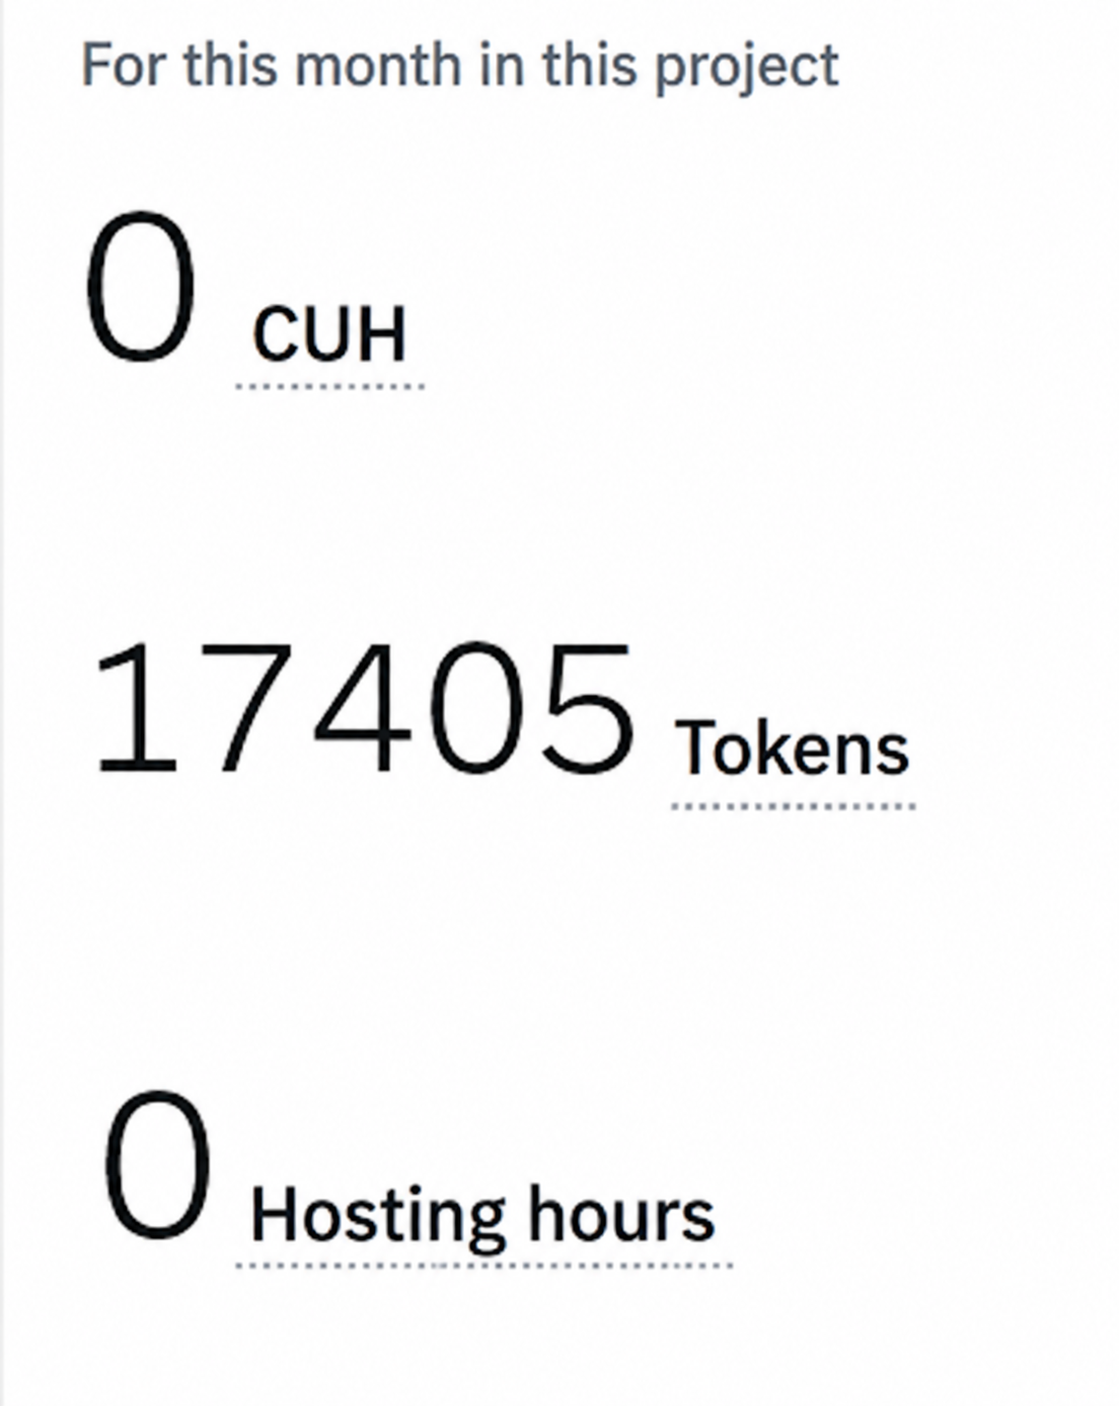 For this month in this project
0 CUH
17405 Tokens
0 Hosting hours